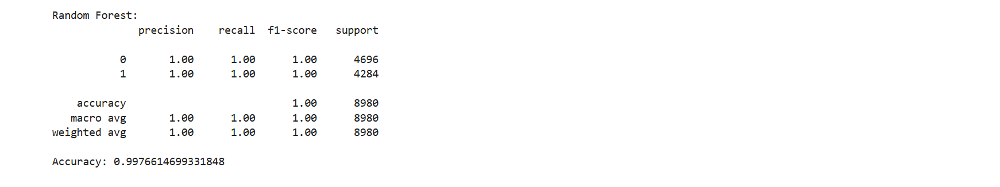 Random Forest:
precision recall f1-score support
0 1.00 1.00 1.00 4696
1 1.00 1.00 1.00 4284
accuracy 1.00 8980
macro avg 1.00 1.00 1.00 8980
weighted avg 1.00 1.00 1.00 8980
Accuracy: 0.9976614699331848